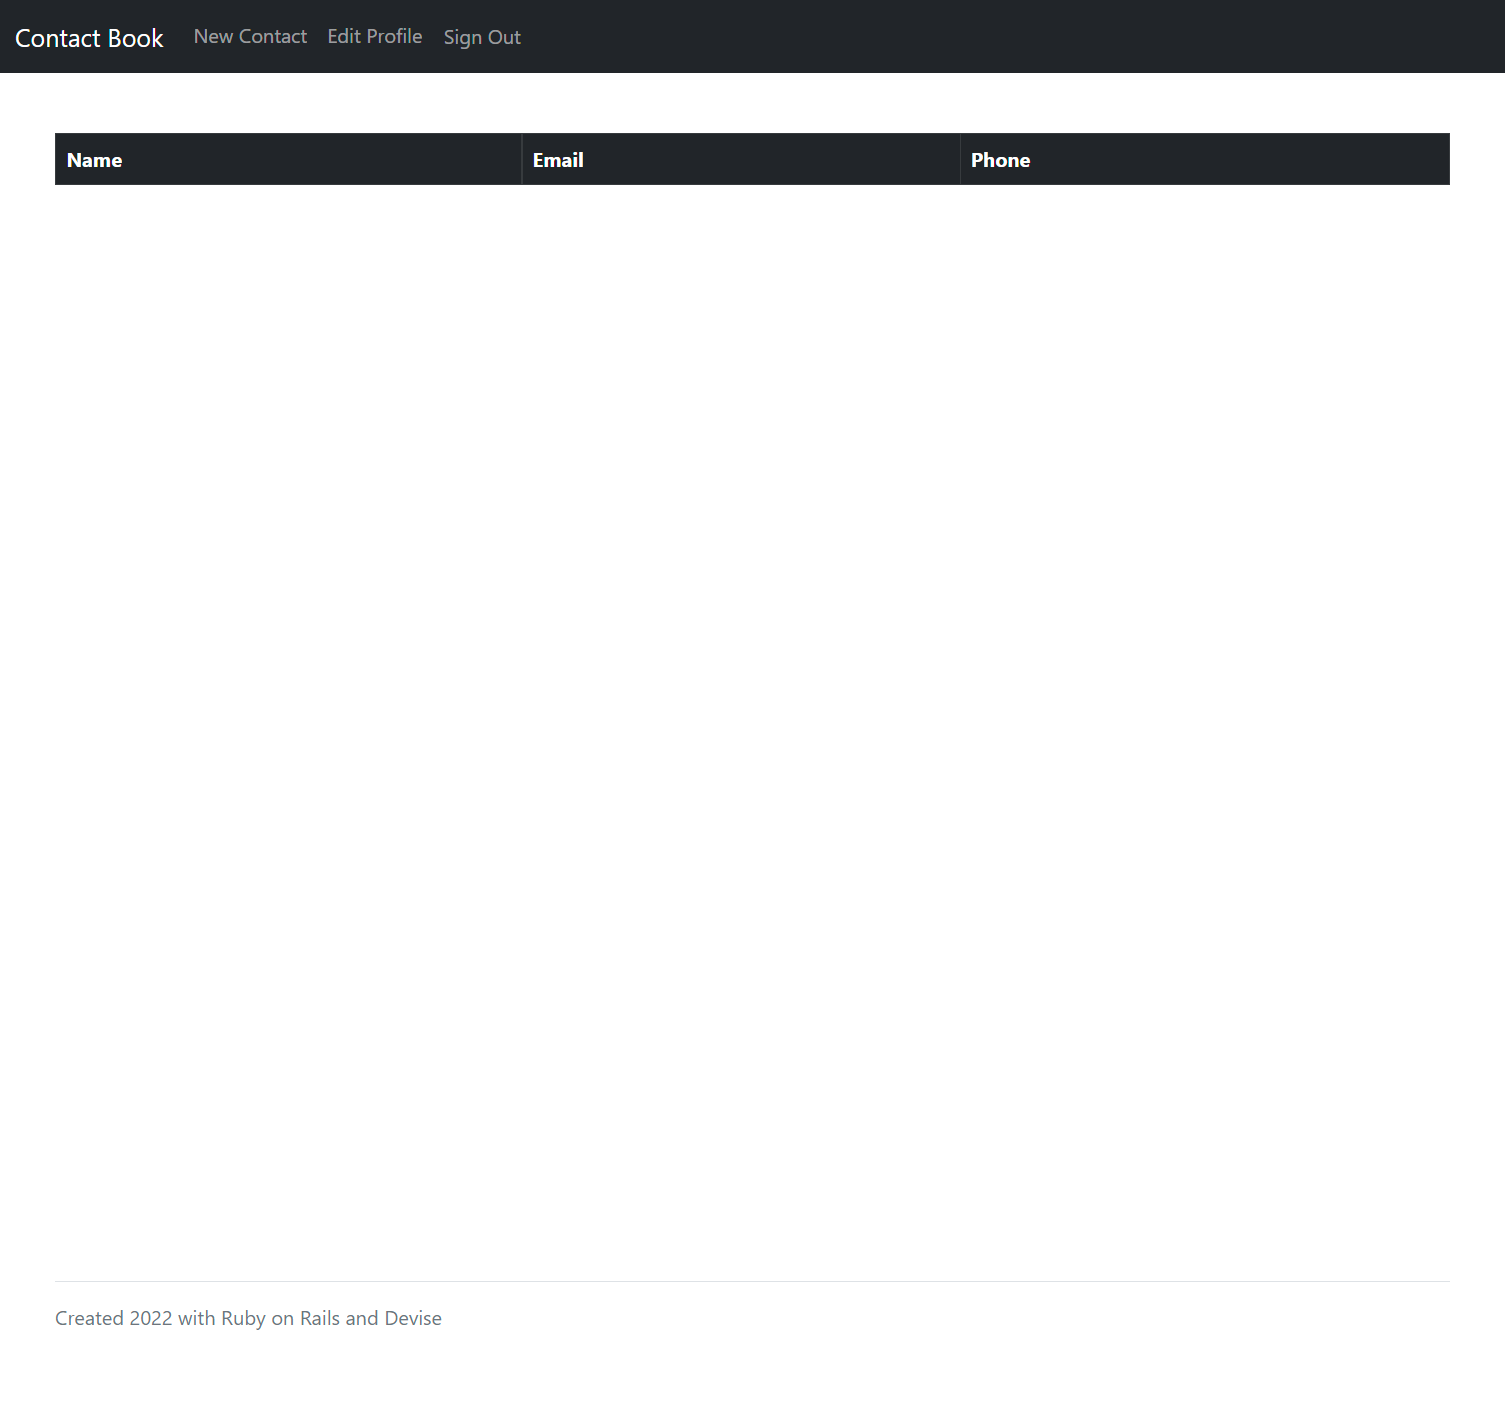 Contact Book New Contact Edit Profile Sign Out
Name Email Phone
Created 2022 with Ruby on Rails and Devise